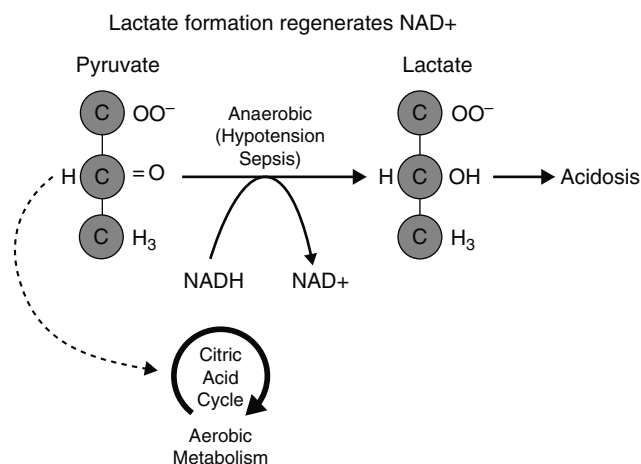 Lactate formation regenerates NAD+
Pyruvate
Lactate
C OO⁻
H C =O
C H₃
Anaerobic
(Hypotension
Sepsis)
NADH
NAD+
C OO⁻
H C OH
C H₃
Acidosis
Citric
Acid
Cycle
Aerobic
Metabolism